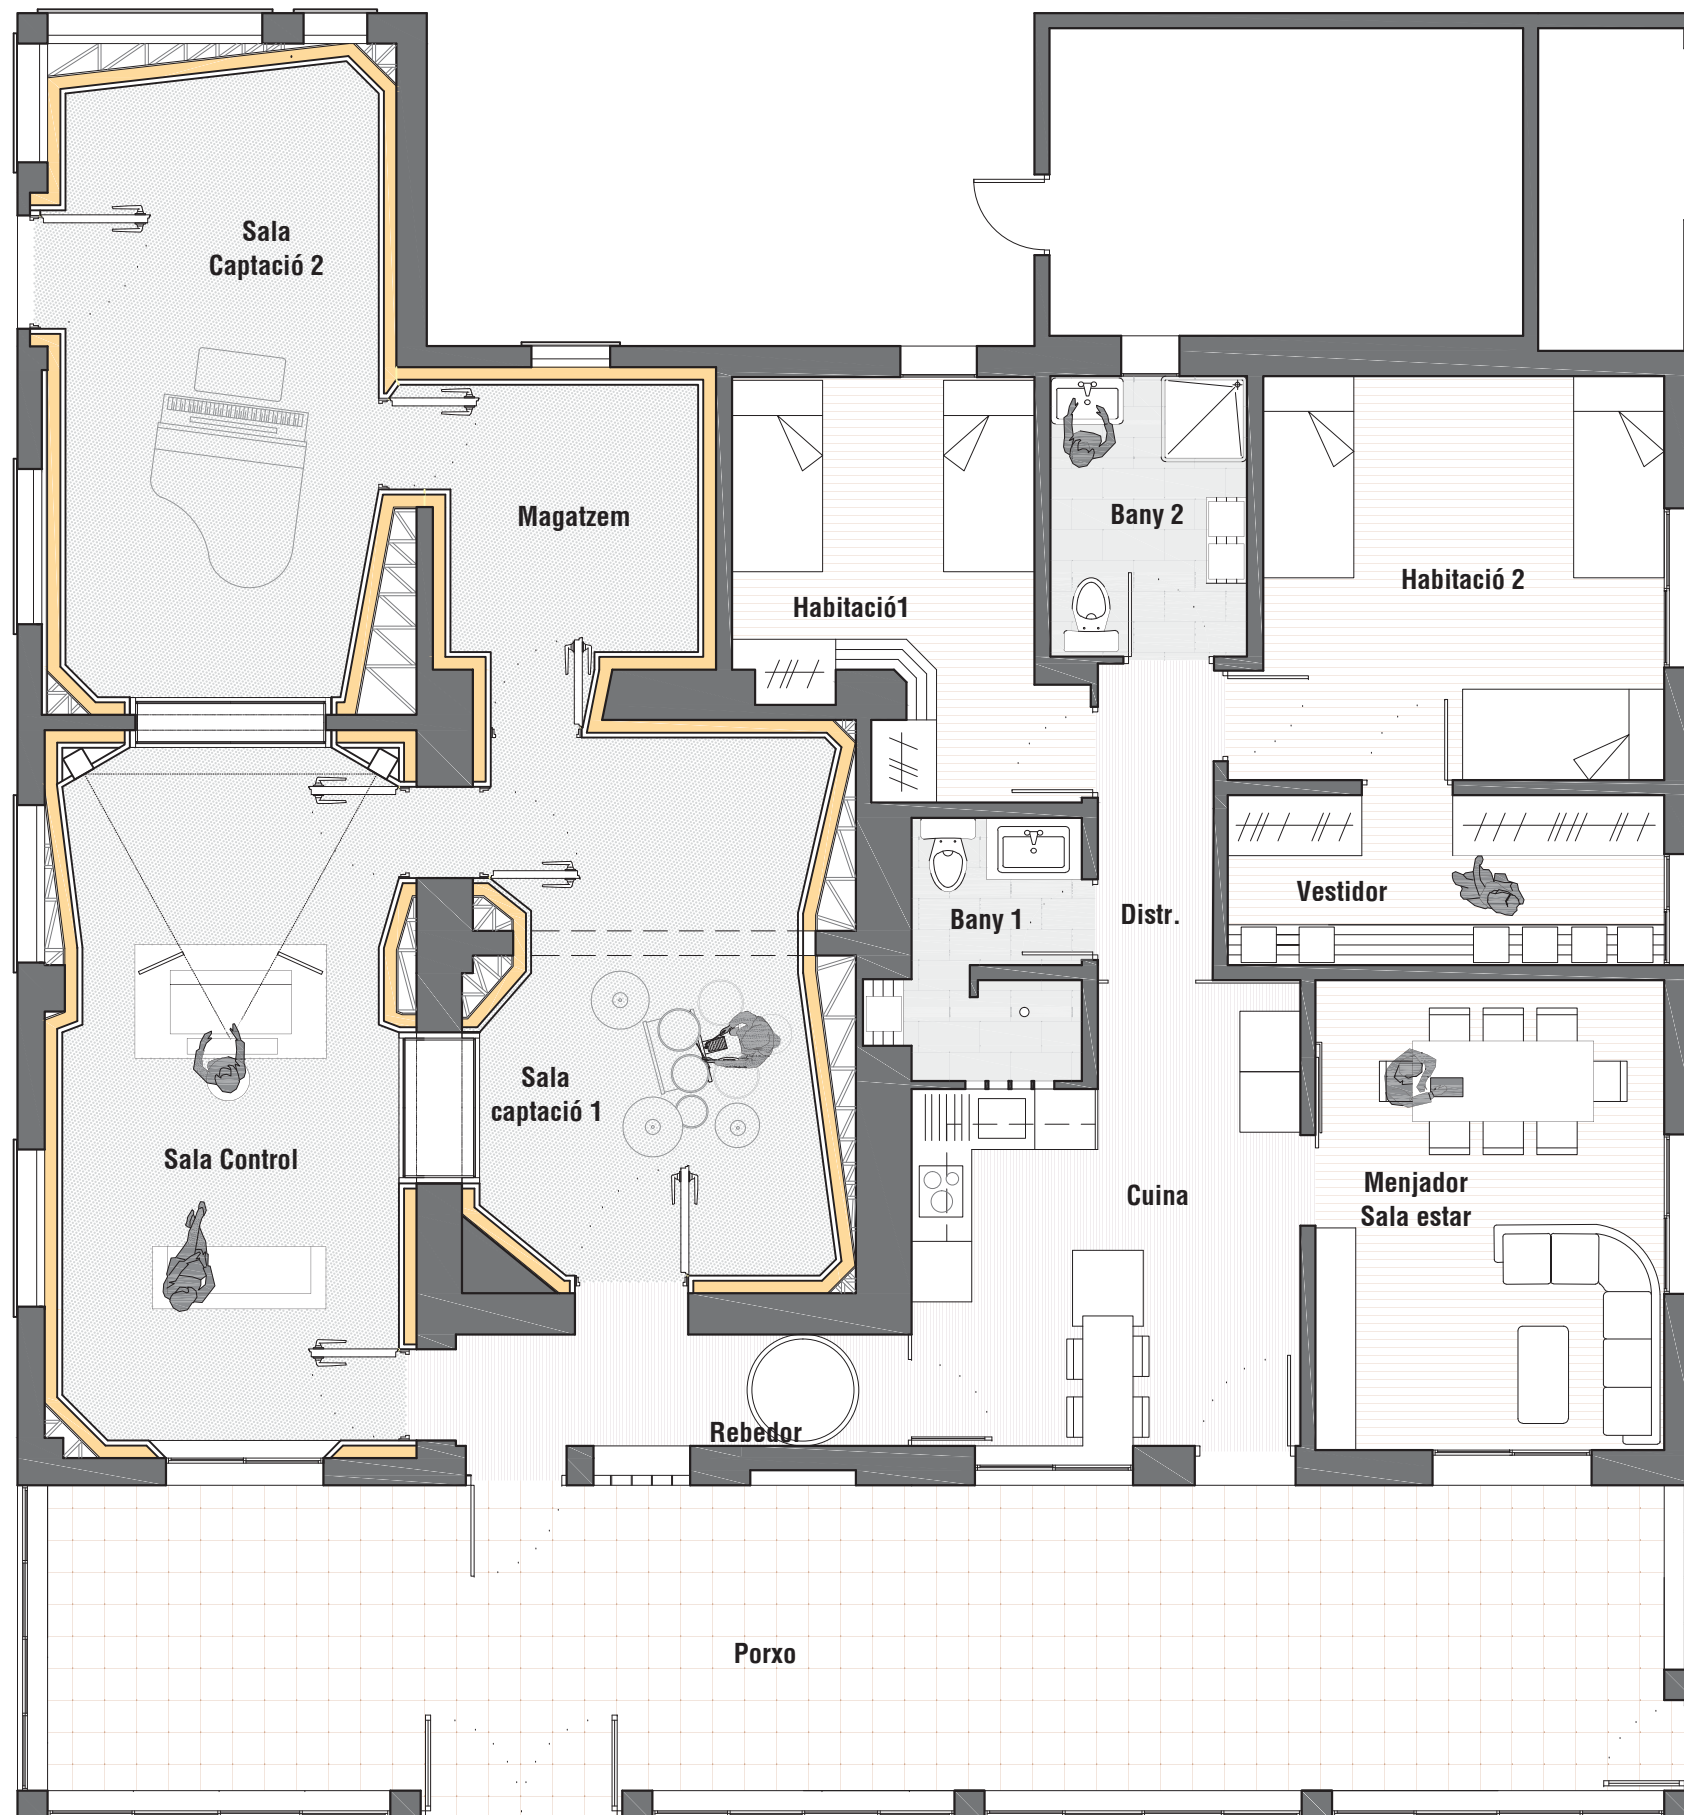 Sala
Captació 2
Magatzem
Bany 2
Habitació 2
Habitació1
Vestidor
Bany 1
Distr.
Sala
captació 1
Sala Control
Menjador
Sala estar
Cuina
Rebedor
Porxo